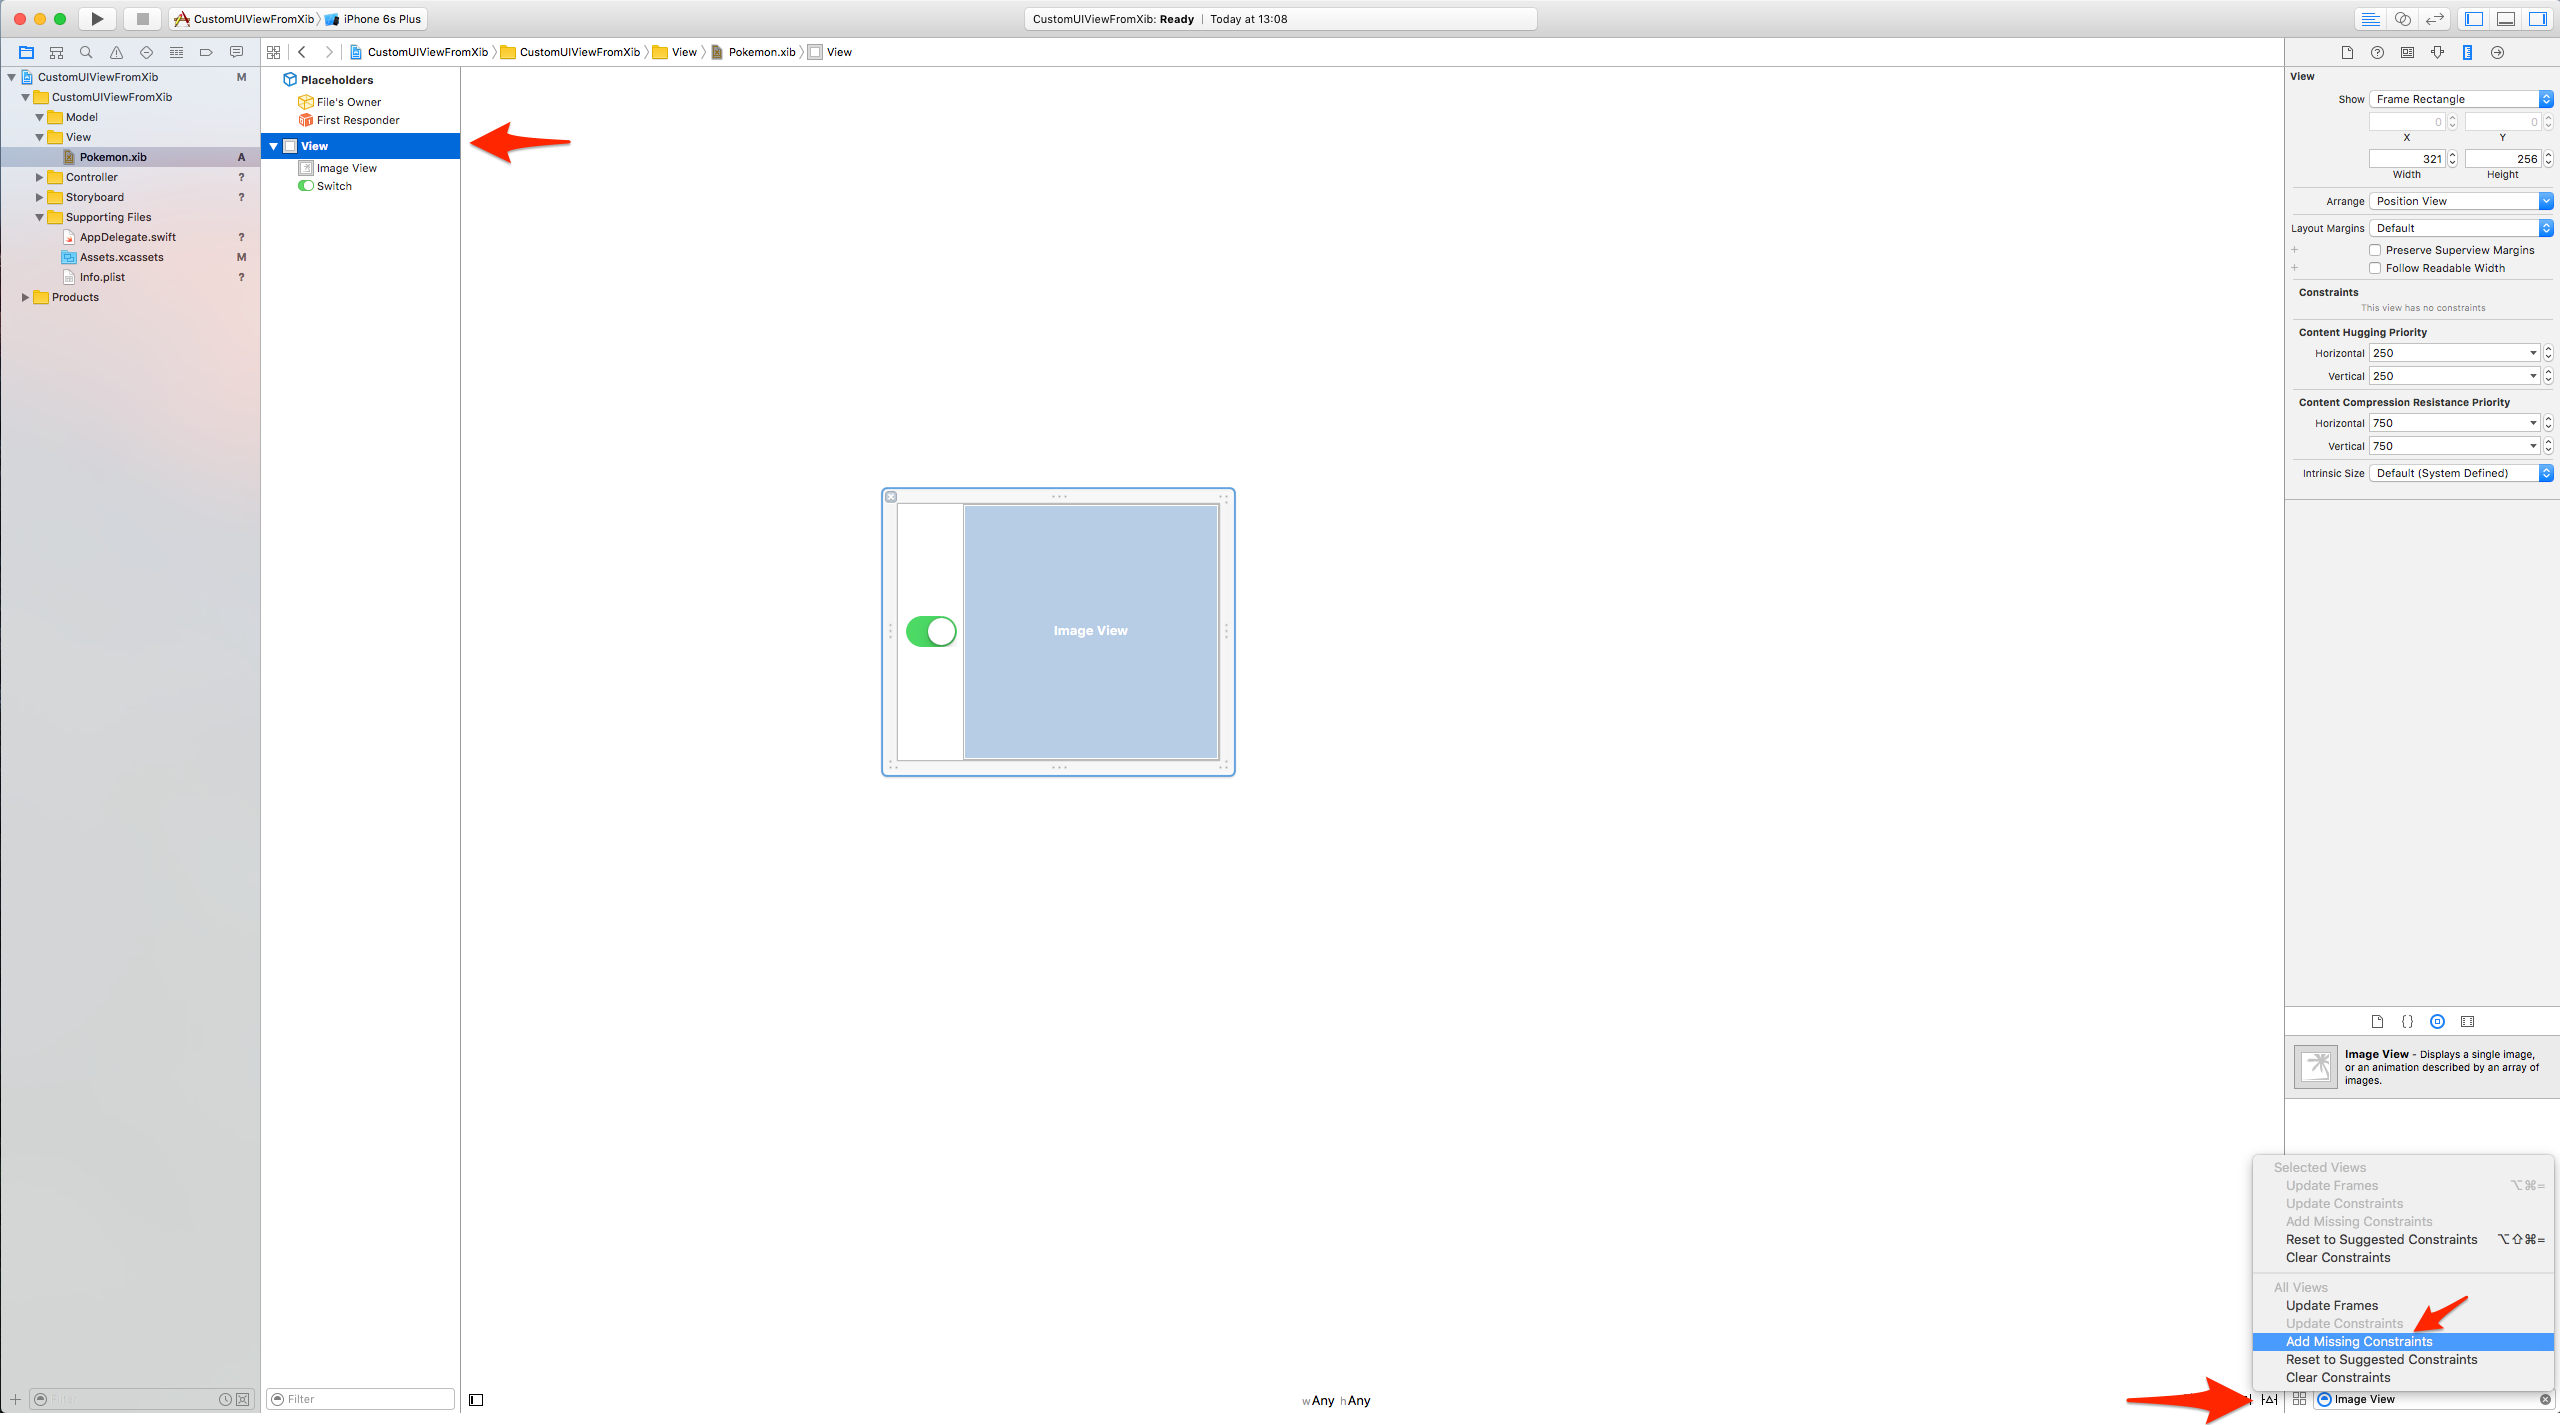 CustomUIViewFromXib iPhone 6s Plus
CustomUIViewFromXib: Ready | Today at 13:08
CustomUIViewFromXib CustomUIViewFromXib View Pokemon.xib View
CustomUIViewFromXib M
CustomUIViewFromXib
Model
View
Pokemon.xib A
Controller ?
Storyboard ?
Supporting Files
AppDelegate.swift ?
Assets.xcassets M
Info.plist ?
Products
Filter
Placeholders
File's Owner
First Responder
View
Image View
Switch
Filter
Image View
wAny hAny
View
Show Frame Rectangle
0 0
X Y
321 256
Width Height
Arrange Position View
Layout Margins Default
Preserve Superview Margins
Follow Readable Width
Constraints
This view has no constraints
Content Hugging Priority
Horizontal 250
Vertical 250
Content Compression Resistance Priority
Horizontal 750
Vertical 750
Intrinsic Size Default (System Defined)
{}
Image View - Displays a single image,
or an animation described by an array of
images.
Selected Views
Update Frames ⌥⌘=
Update Constraints
Add Missing Constraints
Reset to Suggested Constraints ⌥⇧⌘=
Clear Constraints
All Views
Update Frames
Update Constraints
Add Missing Constraints
Reset to Suggested Constraints
Clear Constraints
Image View